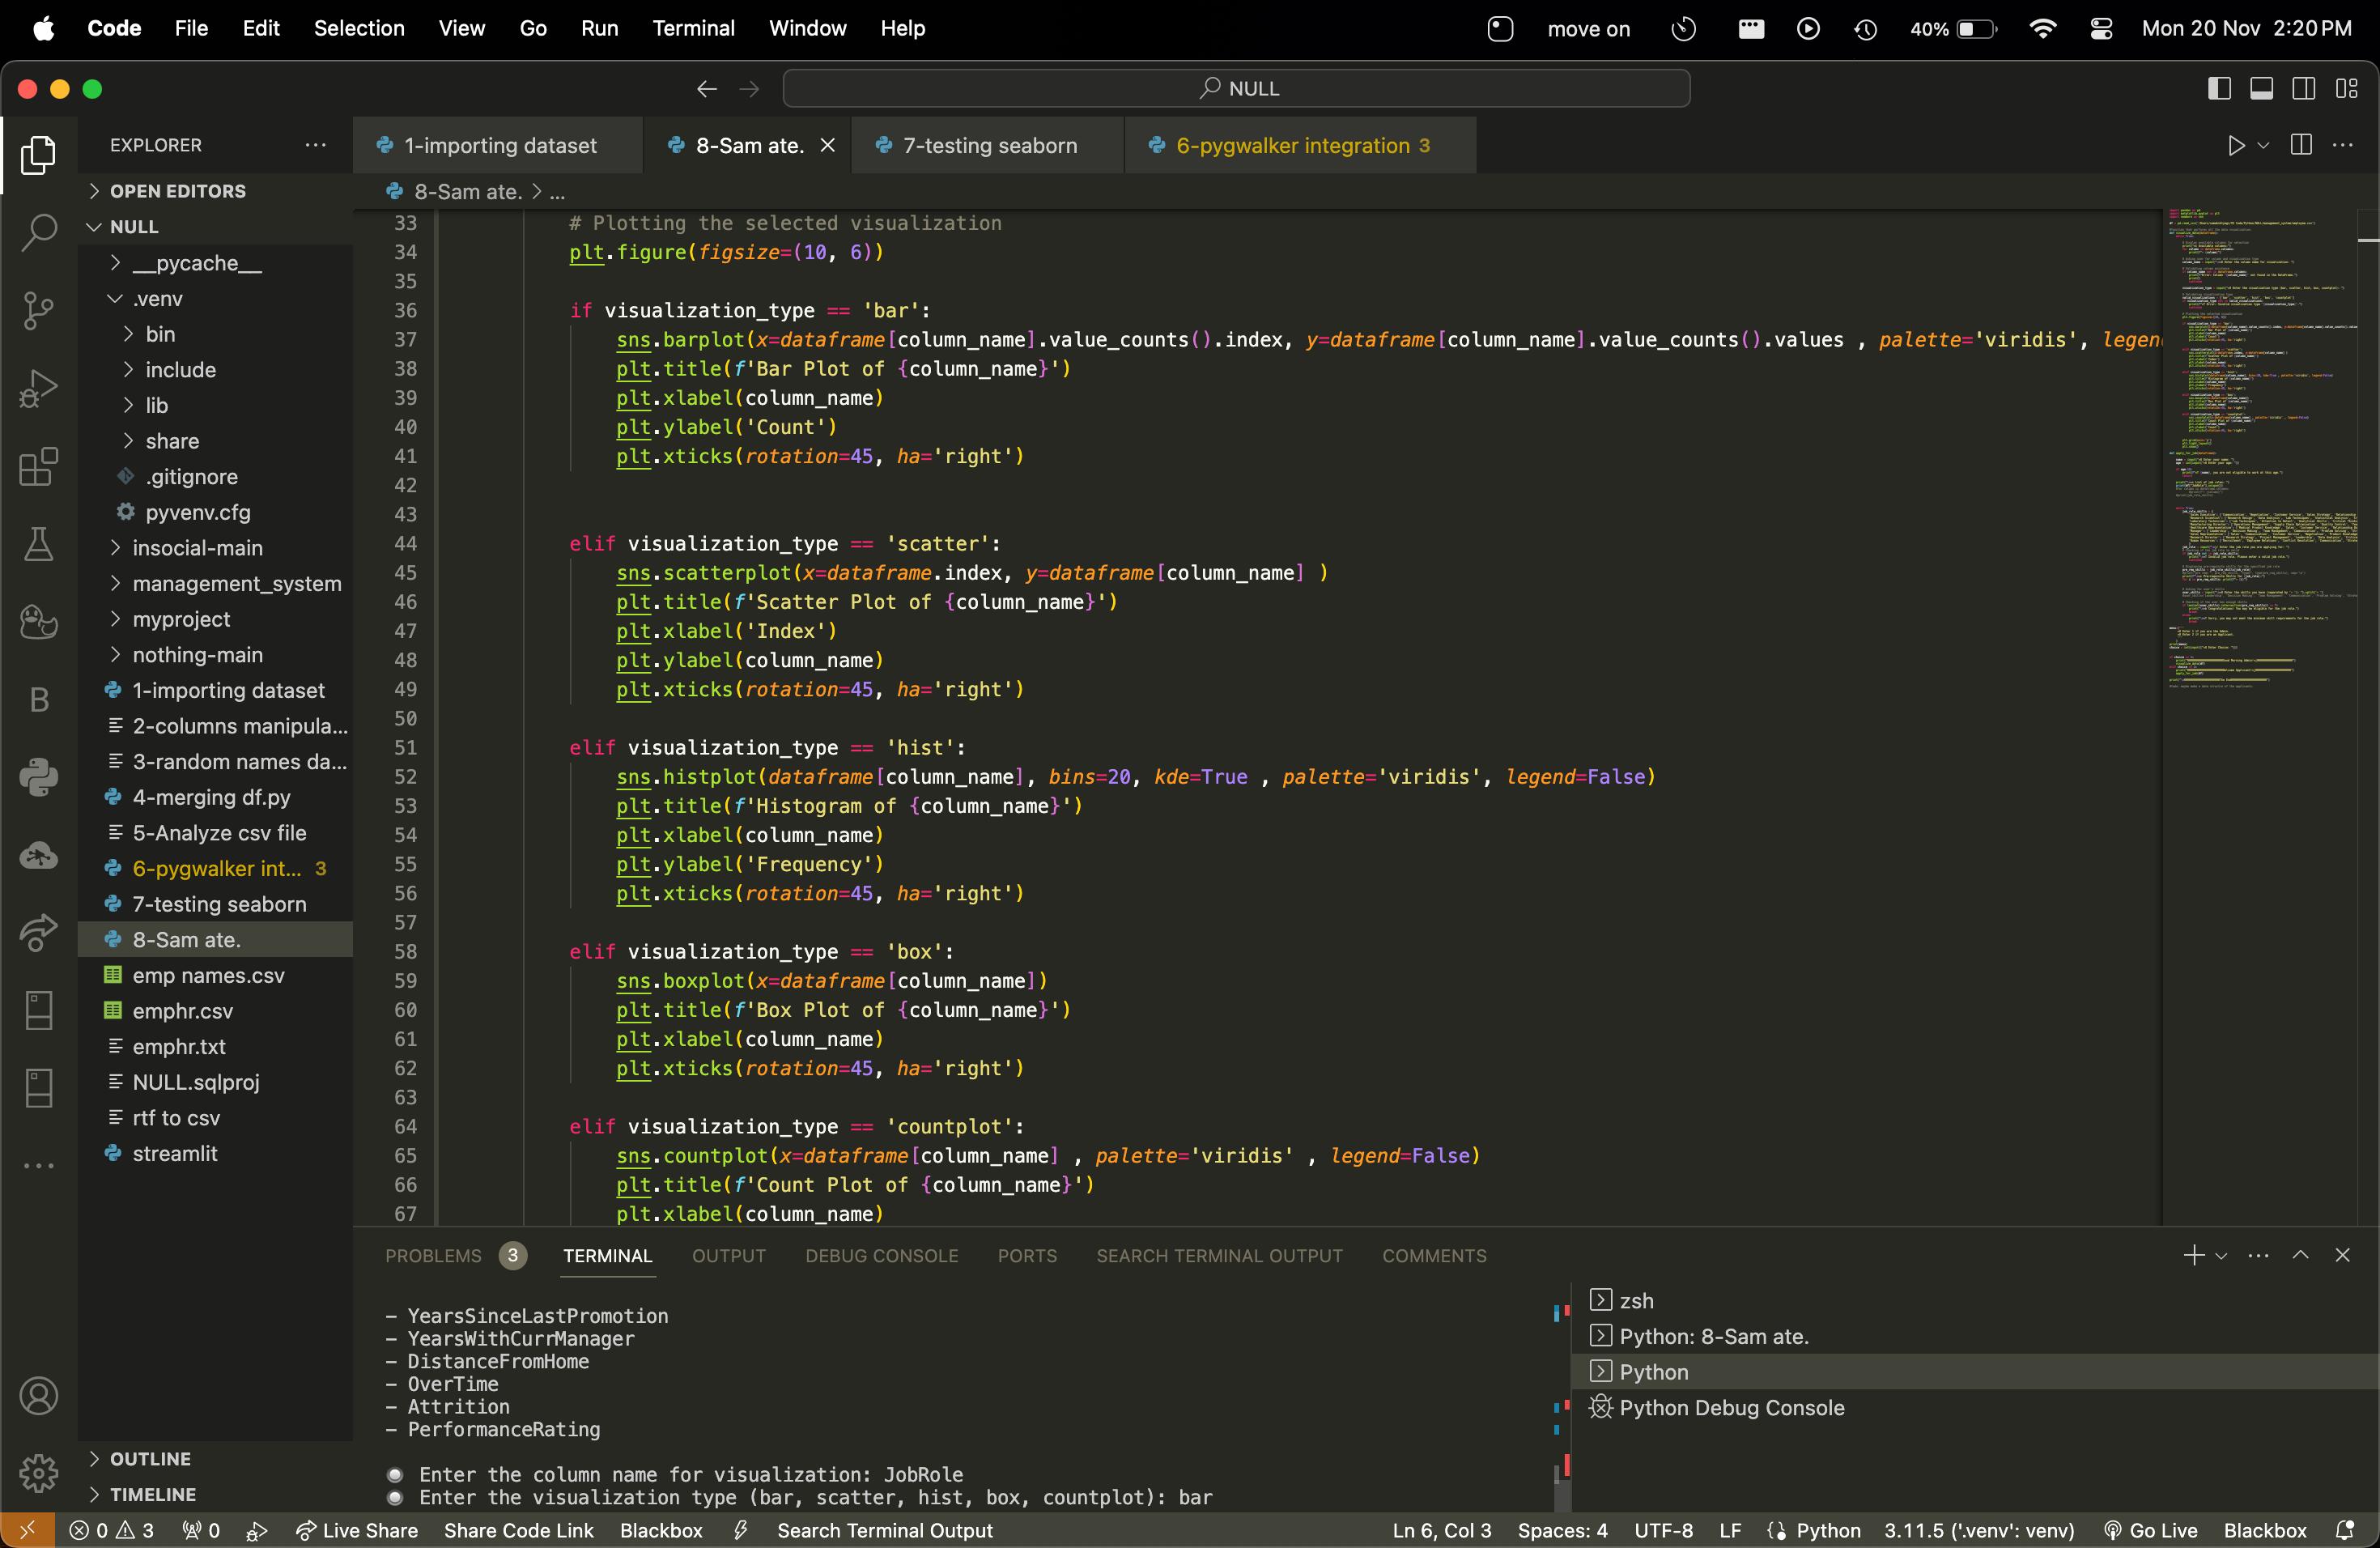 Code File Edit Selection View Go Run Terminal Window Help move on 40% Mon 20 Nov 2:20 PM
NULL
EXPLORER
OPEN EDITORS
NULL
__pycache__
.venv
bin
include
lib
share
.gitignore
pyvenv.cfg
insocial-main
management_system
myproject
nothing-main
1-importing dataset
2-columns manipula...
3-random names da...
4-merging df.py
5-Analyze csv file
6-pygwalker int... 3
7-testing seaborn
8-Sam ate.
emp names.csv
emphr.csv
emphr.txt
NULL.sqlproj
rtf to csv
streamlit
OUTLINE
TIMELINE
1-importing dataset 8-Sam ate. 7-testing seaborn 6-pygwalker integration 3
8-Sam ate. > ...
33 # Plotting the selected visualization
34 plt.figure(figsize=(10, 6))
35
36 if visualization_type == 'bar':
37 sns.barplot(x=dataframe[column_name].value_counts().index, y=dataframe[column_name].value_counts().values , palette='viridis', legen
38 plt.title(f'Bar Plot of {column_name}')
39 plt.xlabel(column_name)
40 plt.ylabel('Count')
41 plt.xticks(rotation=45, ha='right')
42
43
44 elif visualization_type == 'scatter':
45 sns.scatterplot(x=dataframe.index, y=dataframe[column_name] )
46 plt.title(f'Scatter Plot of {column_name}')
47 plt.xlabel('Index')
48 plt.ylabel(column_name)
49 plt.xticks(rotation=45, ha='right')
50
51 elif visualization_type == 'hist':
52 sns.histplot(dataframe[column_name], bins=20, kde=True , palette='viridis', legend=False)
53 plt.title(f'Histogram of {column_name}')
54 plt.xlabel(column_name)
55 plt.ylabel('Frequency')
56 plt.xticks(rotation=45, ha='right')
57
58 elif visualization_type == 'box':
59 sns.boxplot(x=dataframe[column_name])
60 plt.title(f'Box Plot of {column_name}')
61 plt.xlabel(column_name)
62 plt.xticks(rotation=45, ha='right')
63
64 elif visualization_type == 'countplot':
65 sns.countplot(x=dataframe[column_name] , palette='viridis' , legend=False)
66 plt.title(f'Count Plot of {column_name}')
67 plt.xlabel(column_name)
PROBLEMS 3 TERMINAL OUTPUT DEBUG CONSOLE PORTS SEARCH TERMINAL OUTPUT COMMENTS
- YearsSinceLastPromotion
- YearsWithCurrManager
- DistanceFromHome
- OverTime
- Attrition
- PerformanceRating
Enter the column name for visualization: JobRole
Enter the visualization type (bar, scatter, hist, box, countplot): bar
zsh
Python: 8-Sam ate.
Python
Python Debug Console
0 3 0 Live Share Share Code Link Blackbox Search Terminal Output Ln 6, Col 3 Spaces: 4 UTF-8 LF Python 3.11.5 ('.venv': venv) Go Live Blackbox